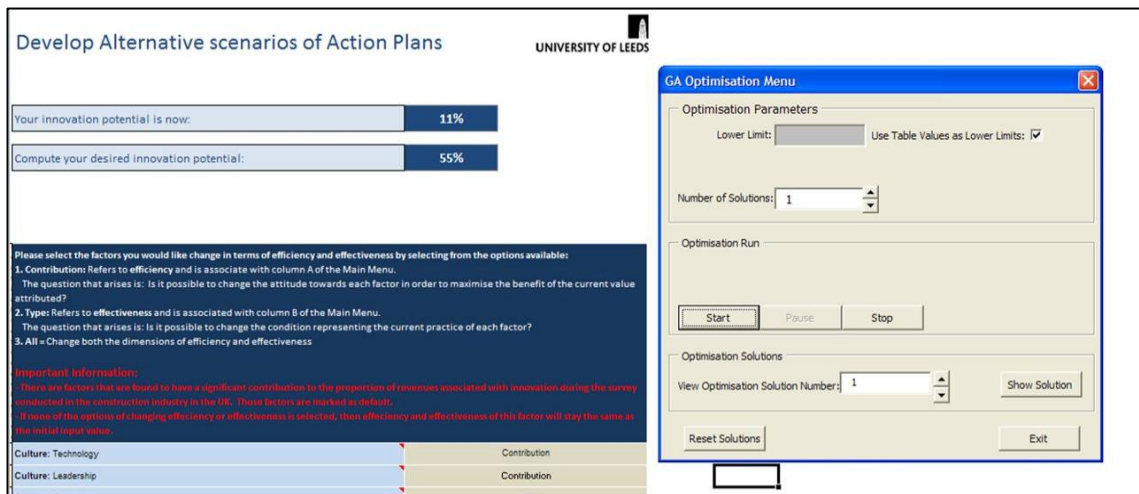 Develop Alternative scenarios of Action Plans
UNIVERSITY OF LEEDS
Your innovation potential is now:
11%
Compute your desired innovation potential:
55%
Please select the factors you would like change in terms of efficiency and effectiveness by selecting from the options available:
1. Contribution: Refers to efficiency and is associate with column A of the Main Menu.
The question that arises is: Is it possible to change the attitude towards each factor in order to maximise the benefit of the current value
attributed?
2. Type: Refers to effectiveness and is associated with column B of the Main Menu.
The question that arises is: Is it possible to change the condition representing the current practice of each factor?
3. All = Change both the dimensions of efficiency and effectiveness
Important Information:
-There are factors that are found to have a significant contribution to the proportion of revenues associated with innovation during the survey
conducted in the construction industry in the UK. Those factors are marked as default.
-If none of the options of changing effeciency or effectiveness is selected, then effeciency and effectiveness of this factor will stay the same as
the initial input value.
Culture: Technology
Contribution
Culture: Leadership
Contribution
GA Optimisation Menu
Optimisation Parameters
Lower Limit:
Use Table Values as Lower Limits:
Number of Solutions:
1
Optimisation Run
Start
Pause
Stop
Optimisation Solutions
View Optimisation Solution Number:
1
Show Solution
Reset Solutions
Exit